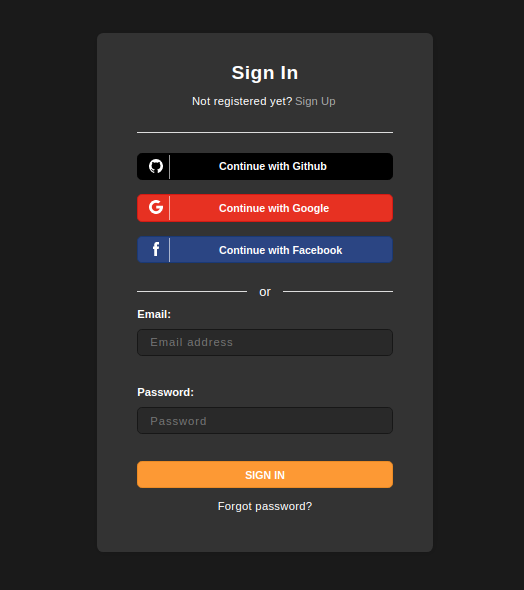 Sign In
Not registered yet? Sign Up
Continue with Github
Continue with Google
Continue with Facebook
or
Email:
Email address
Password:
Password
SIGN IN
Forgot password?